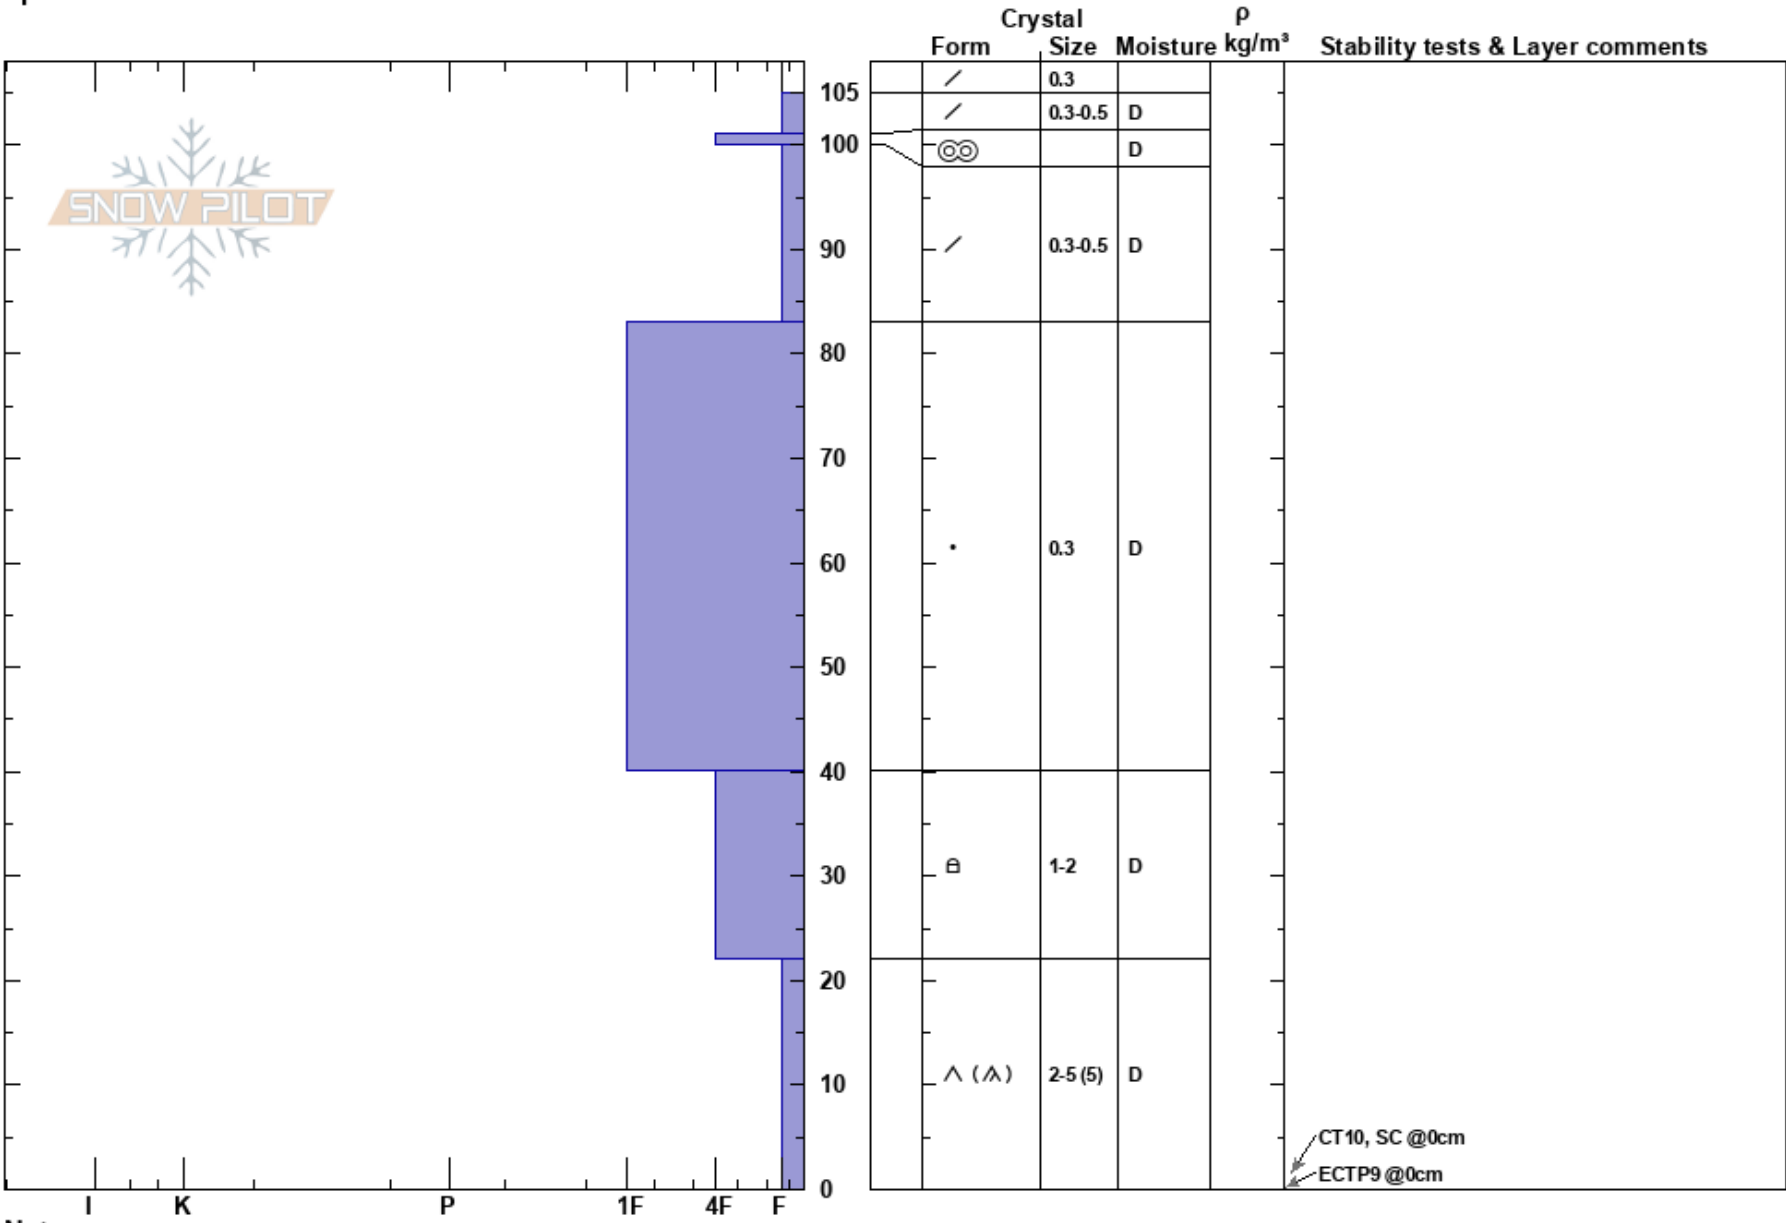 Crystal ρ
Form Size Moisture kg/m³ Stability tests & Layer comments
SNOW PILOT
105
100
90
80
70
60
50
40
30
20
10
0
0.3
0.3-0.5 D
D
0.3-0.5 D
0.3 D
1-2 D
2-5 (5) D
CT10, SC @0cm
ECTP9 @0cm
I K P 1F 4F F